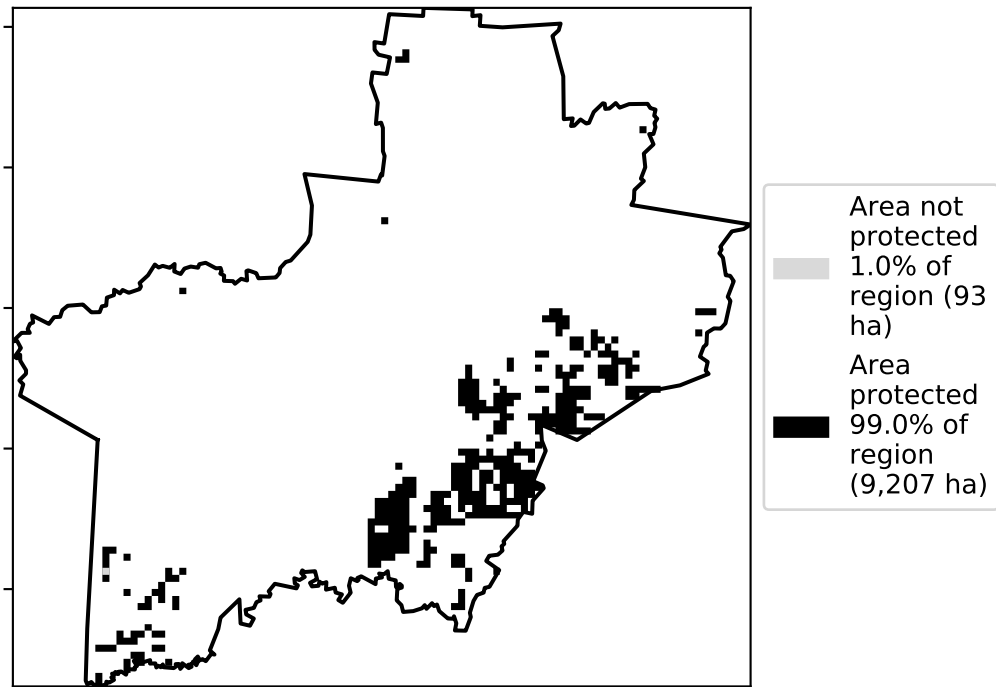 Area not
protected
1.0% of
region (93
ha)
Area
protected
99.0% of
region
(9,207 ha)